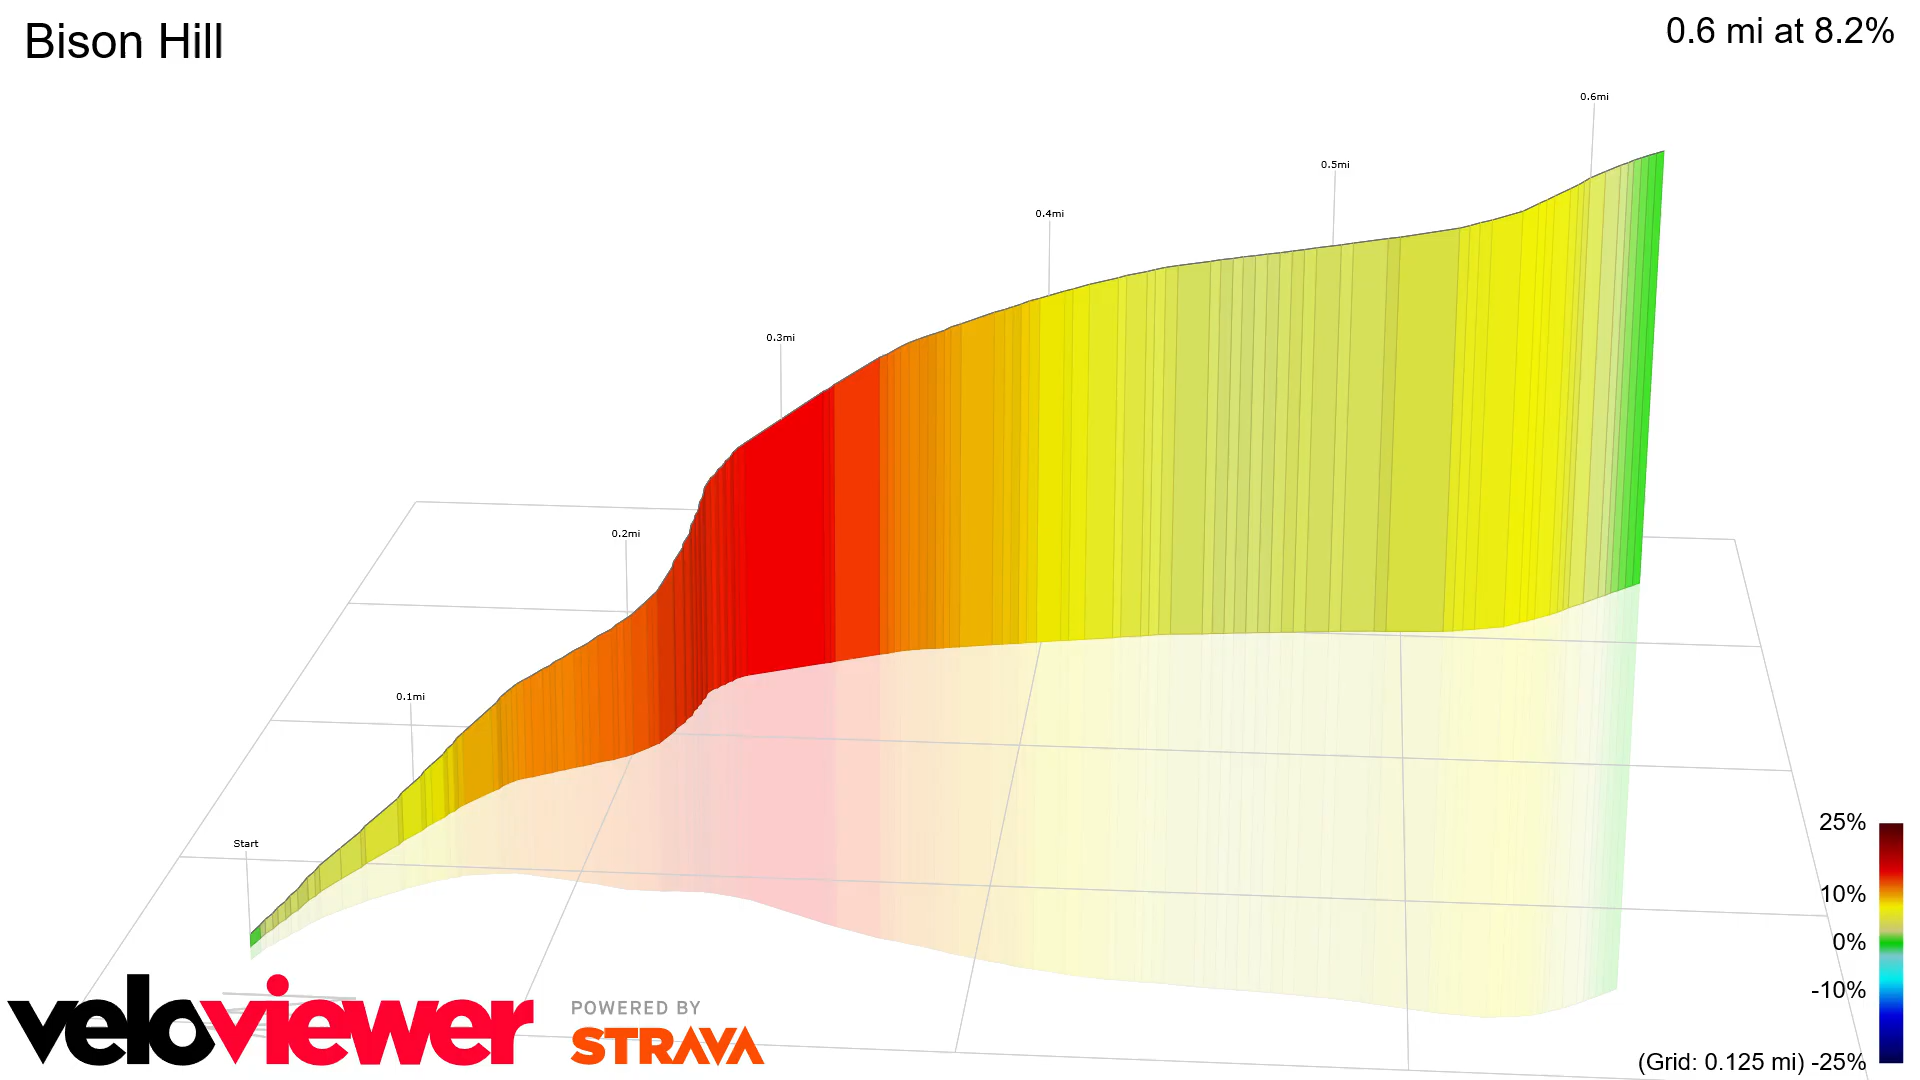 Bison Hill
0.6 mi at 8.2%
0.6mi
0.5mi
0.4mi
0.3mi
0.2mi
0.1mi
Start
25%
10%
0%
-10%
(Grid: 0.125 mi) -25%
veloviewer
POWERED BY
STRAVA